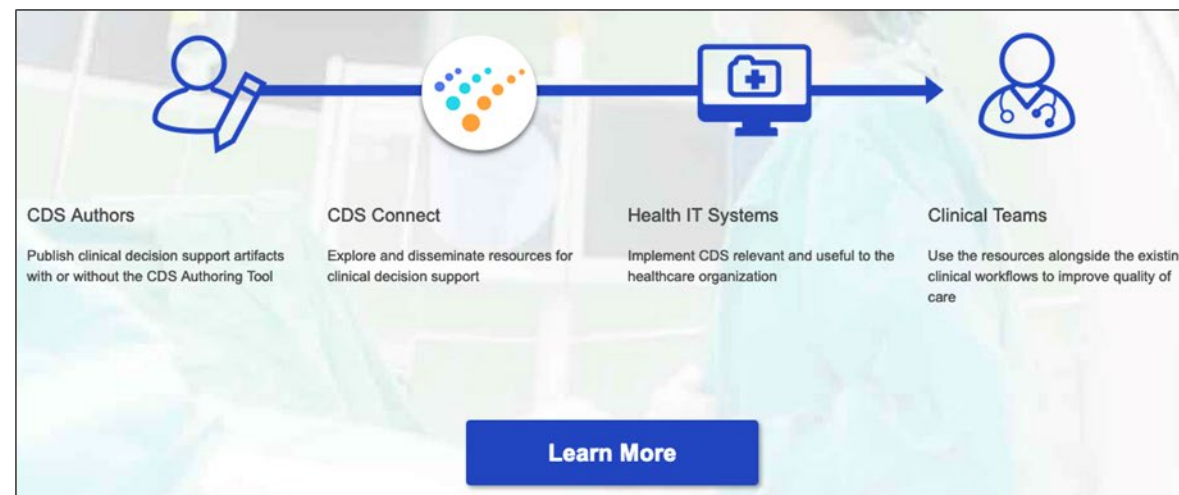 CDS Authors
Publish clinical decision support artifacts
with or without the CDS Authoring Tool
CDS Connect
Explore and disseminate resources for
clinical decision support
Health IT Systems
Implement CDS relevant and useful to the
healthcare organization
Clinical Teams
Use the resources alongside the existin
clinical workflows to improve quality of
care
Learn More